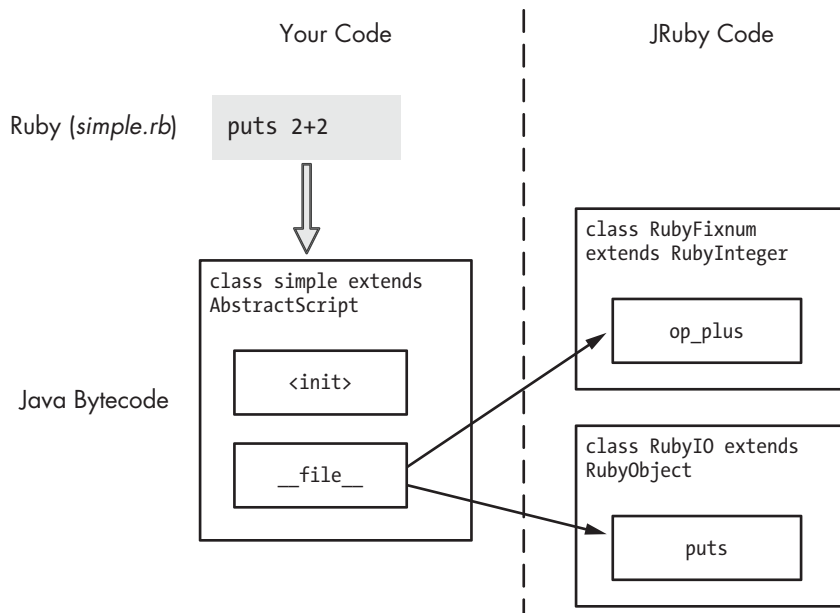 Your Code
JRuby Code
Ruby (simple.rb)
puts 2+2
class simple extends
AbstractScript
<init>
__file__
Java Bytecode
class RubyFixnum
extends RubyInteger
op_plus
class RubyIO extends
RubyObject
puts